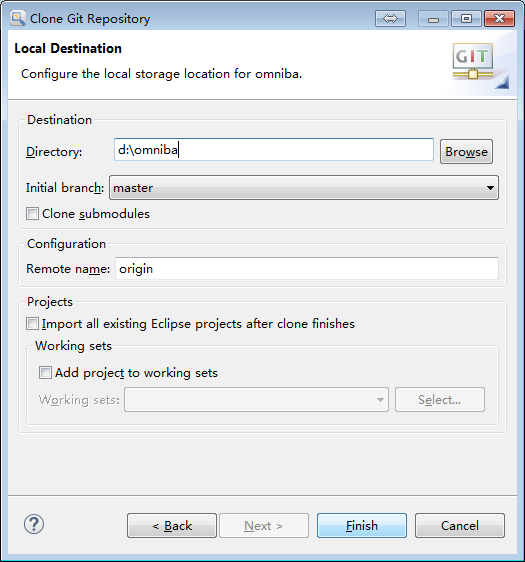 Clone Git Repository
Local Destination
Configure the local storage location for omniba.
GIT
Destination
Directory:
d:\omniba
Browse
Initial branch:
master
Clone submodules
Configuration
Remote name:
origin
Projects
Import all existing Eclipse projects after clone finishes
Working sets
Add project to working sets
Working sets:
Select...
?
< Back
Next >
Finish
Cancel